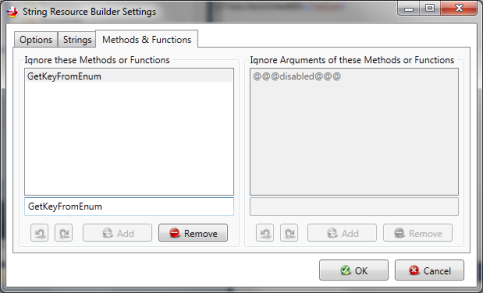 String Resource Builder Settings
Options Strings Methods & Functions
Ignore these Methods or Functions
GetKeyFromEnum
GetKeyFromEnum
Add Remove
Ignore Arguments of these Methods or Functions
@@@disabled@@@
Add Remove
OK Cancel